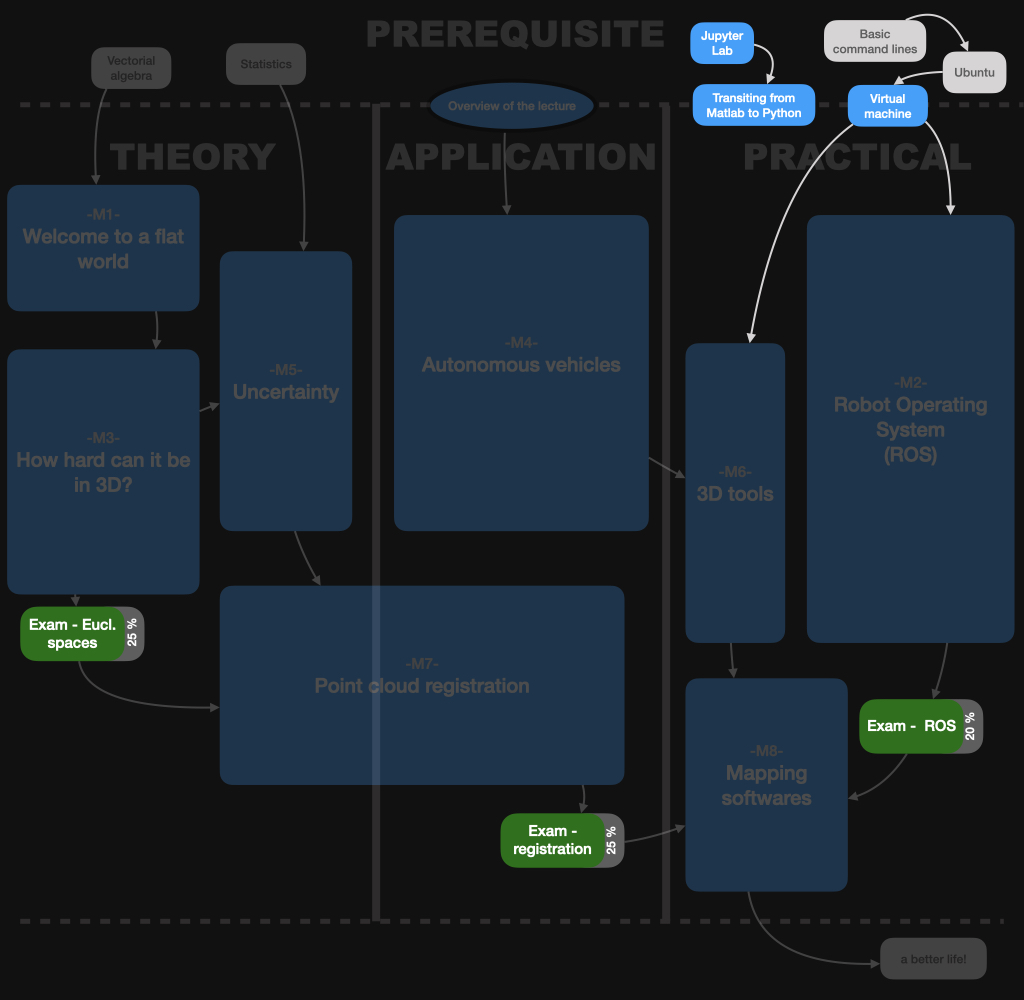 PREREQUISITE
Vectorial
algebra
Statistics
Jupyter
Lab
Basic
command lines
Ubuntu
Overview of the lecture
Transiting from
Matlab to Python
Virtual
machine
THEORY
APPLICATION
PRACTICAL
-M1-
Welcome to a flat
world
-M5-
Uncertainty
-M4-
Autonomous vehicles
-M2-
Robot Operating
System
(ROS)
-M3-
How hard can it be
in 3D?
-M6-
3D tools
Exam - Eucl.
spaces
25 %
-M7-
Point cloud registration
Exam - ROS
20 %
-M8-
Mapping
softwares
Exam -
registration
25 %
a better life!